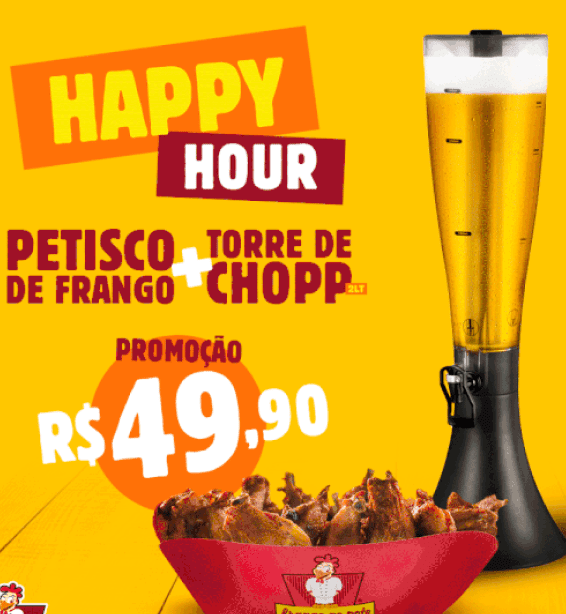 HAPPY
HOUR
PETISCO
DE FRANGO
+
TORRE DE
CHOPP 2LT
PROMOÇÃO
R$49,90